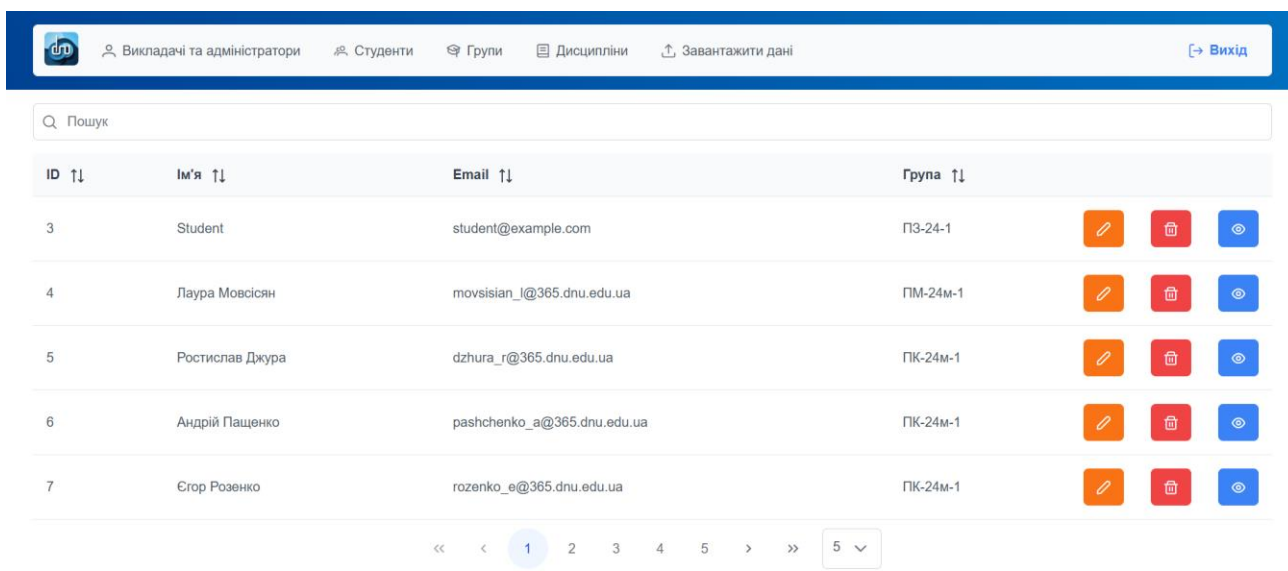 Викладачі та адміністратори Студенти Групи Дисципліни Завантажити дані Вихід
Пошук
ID Ім'я Email Група
3 Student student@example.com ПЗ-24-1
4 Лаура Мовсісян movsisian_l@365.dnu.edu.ua ПМ-24м-1
5 Ростислав Джура dzhura_r@365.dnu.edu.ua ПК-24м-1
6 Андрій Пащенко pashchenko_a@365.dnu.edu.ua ПК-24м-1
7 Єгор Розенко rozenko_e@365.dnu.edu.ua ПК-24м-1
« ‹ 1 2 3 4 5 › » 5